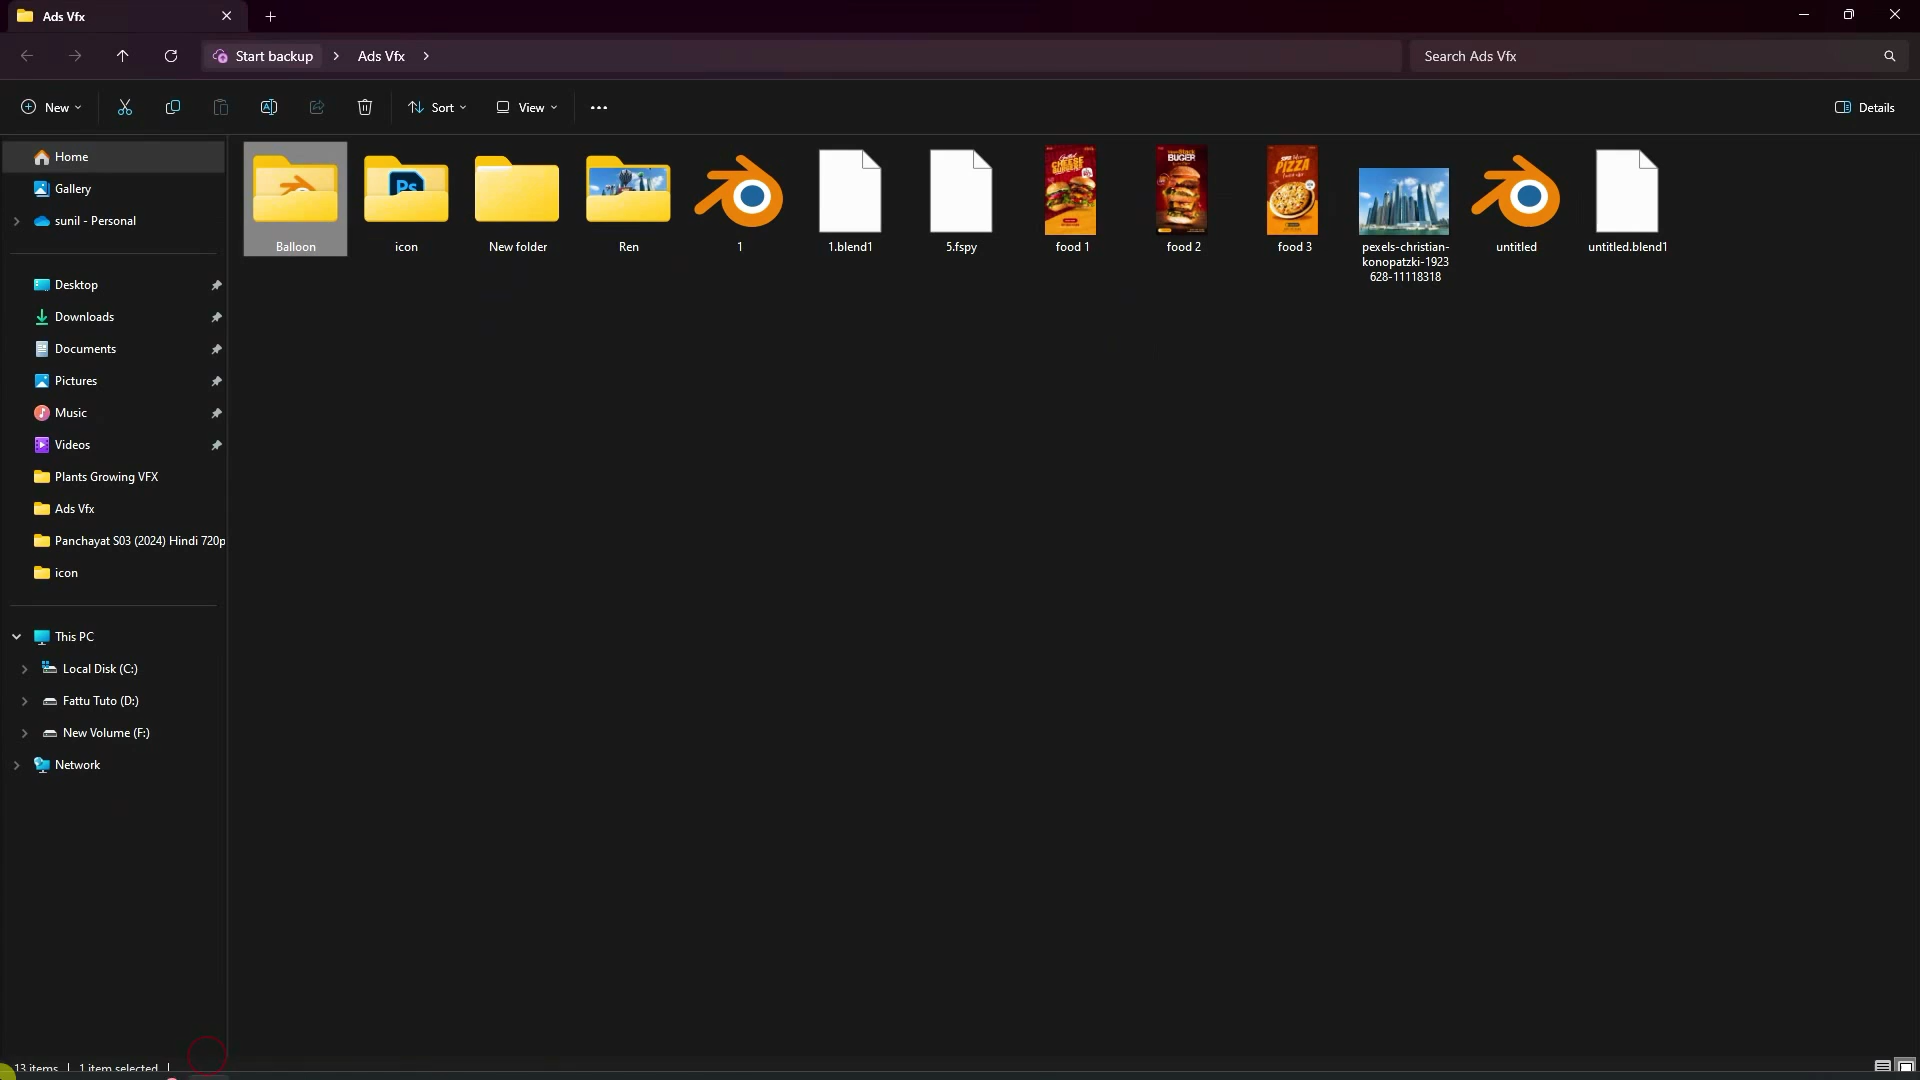 Ads Vfx
Start backup
Ads Vfx
Search Ads Vfx
New
Sort
View
Details
Home
Gallery
sunil - Personal
Desktop
Downloads
Documents
Pictures
Music
Videos
Plants Growing VFX
Ads Vfx
Panchayat S03 (2024) Hindi 720p
icon
This PC
Local Disk (C:)
Fattu Tuto (D:)
New Volume (F:)
Network
Ps
CHEESE
BUGER
PIZZA
Balloon
icon
New folder
Ren
1
1.blend1
5.fspy
food 1
food 2
food 3
pexels-christian-
konopatzki-1923
628-11118318
untitled
untitled.blend1
13 items
1 item selected